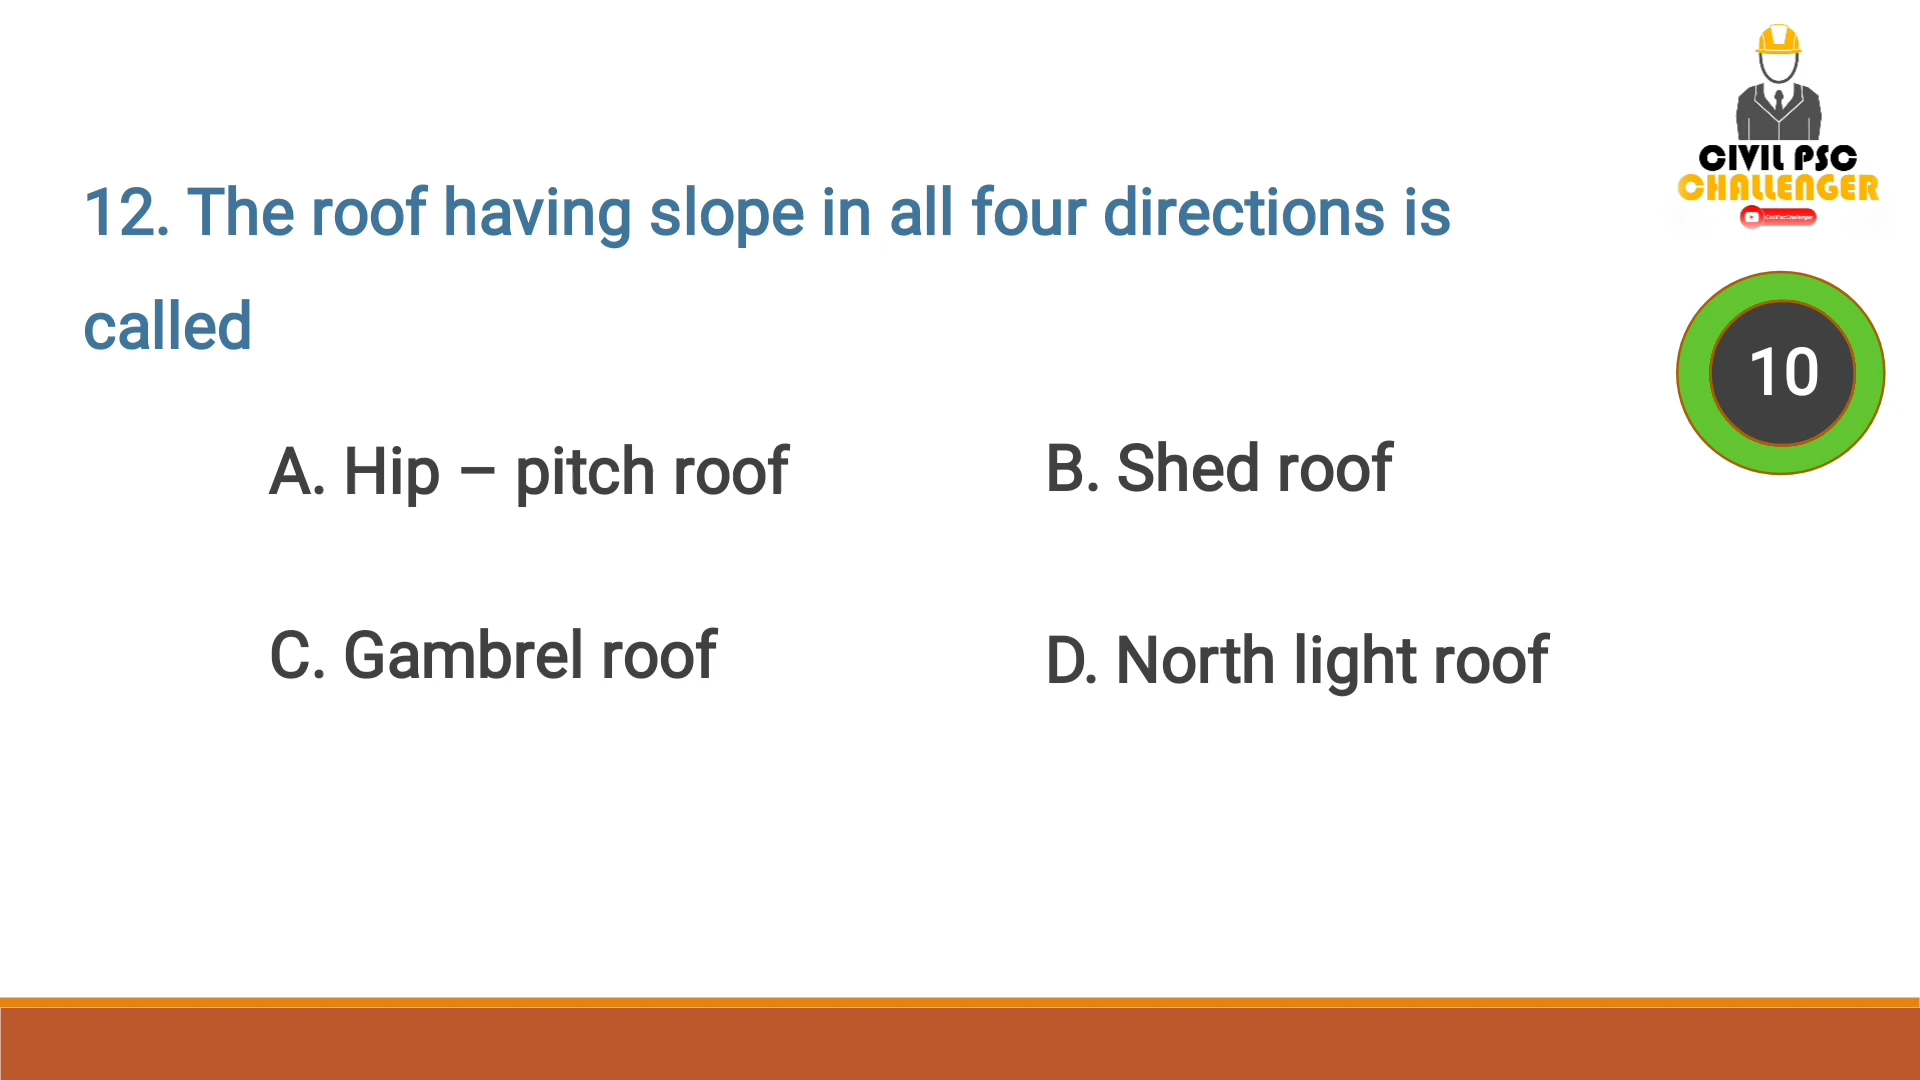 CIVIL PSC
CHALLENGER
12. The roof having slope in all four directions is
called
10
A. Hip – pitch roof
B. Shed roof
C. Gambrel roof
D. North light roof